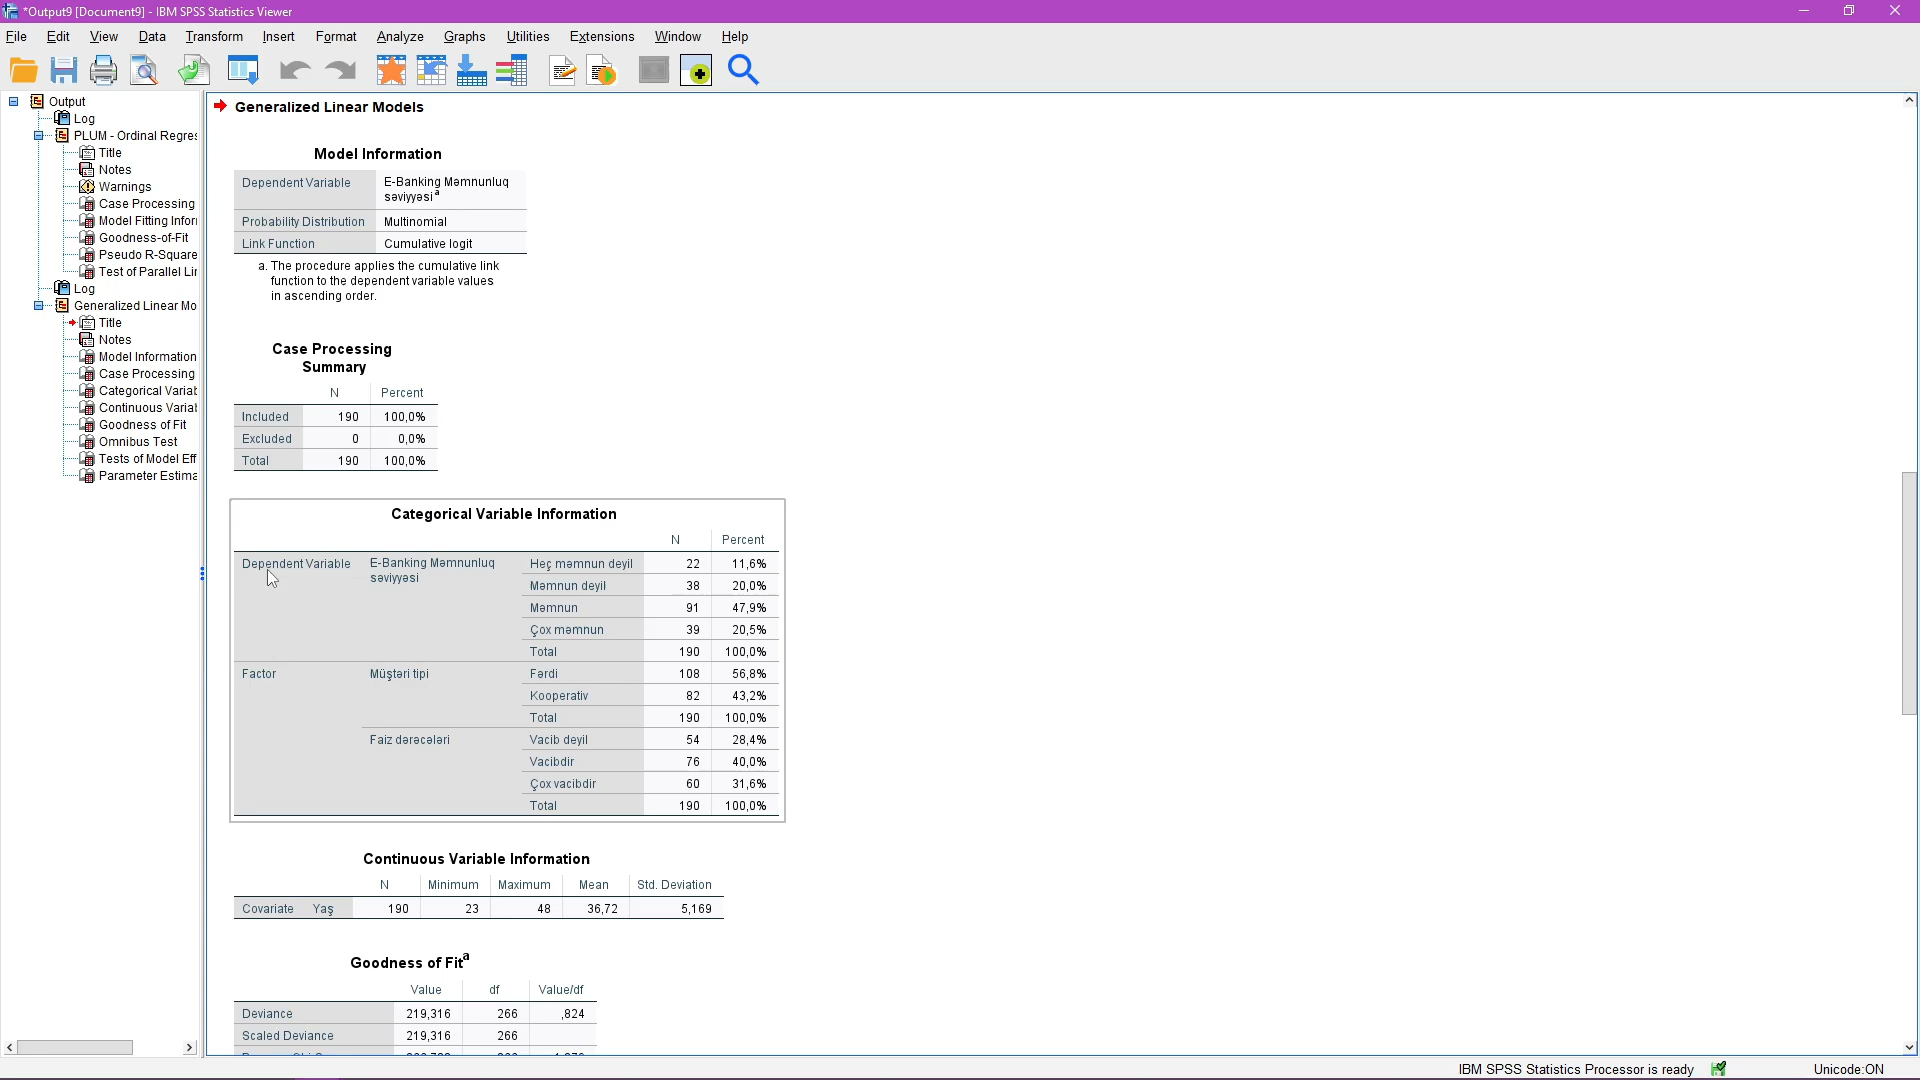 *Output9 [Document9] - IBM SPSS Statistics Viewer
File Edit View Data Transform Insert Format Analyze Graphs Utilities Extensions Window Help
Output
Log
PLUM - Ordinal Regres
Title
Notes
Warnings
Case Processing
Model Fitting Infor
Goodness-of-Fit
Pseudo R-Square
Test of Parallel Lir
Log
Generalized Linear Mo
Title
Notes
Model Information
Case Processing
Categorical Variat
Continuous Variat
Goodness of Fit
Omnibus Test
Tests of Model Eff
Parameter Estima
Generalized Linear Models
Model Information
Dependent Variable E-Banking Məmnunluq
səviyyəsi a
Probability Distribution Multinomial
Link Function Cumulative logit
a. The procedure applies the cumulative link
function to the dependent variable values
in ascending order.
Case Processing
Summary
N Percent
Included 190 100,0%
Excluded 0 0,0%
Total 190 100,0%
Categorical Variable Information
N Percent
Dependent Variable E-Banking Məmnunluq Heç məmnun deyil 22 11,6%
səviyyəsi
Məmnun deyil 38 20,0%
Məmnun 91 47,9%
Çox məmnun 39 20,5%
Total 190 100,0%
Factor Müştəri tipi Fərdi 108 56,8%
Kooperativ 82 43,2%
Total 190 100,0%
Faiz dərəcələri Vacib deyil 54 28,4%
Vacibdir 76 40,0%
Çox vacibdir 60 31,6%
Total 190 100,0%
Continuous Variable Information
N Minimum Maximum Mean Std. Deviation
Covariate Yaş 190 23 48 36,72 5,169
Goodness of Fit a
Value df Value/df
Deviance 219,316 266 ,824
Scaled Deviance 219,316 266
IBM SPSS Statistics Processor is ready Unicode:ON